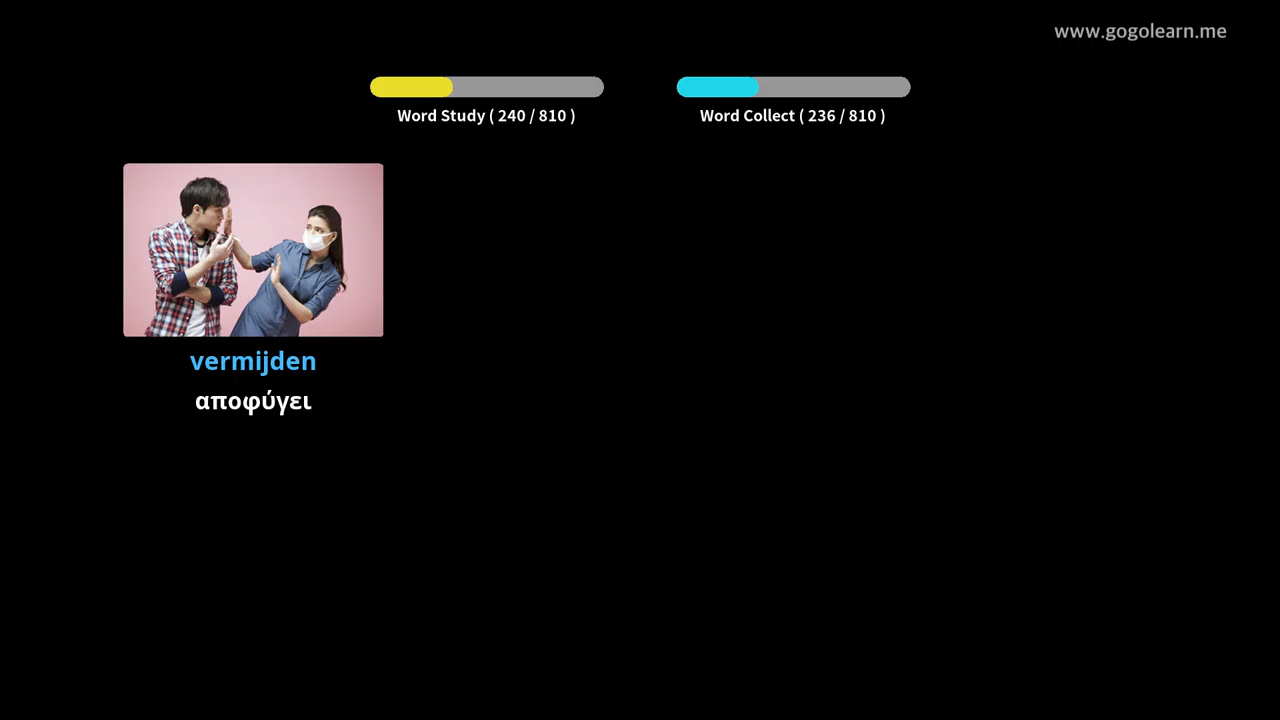 www.gogolearn.me
Word Study ( 240 / 810 )
Word Collect ( 236 / 810 )
vermijden
αποφύγει